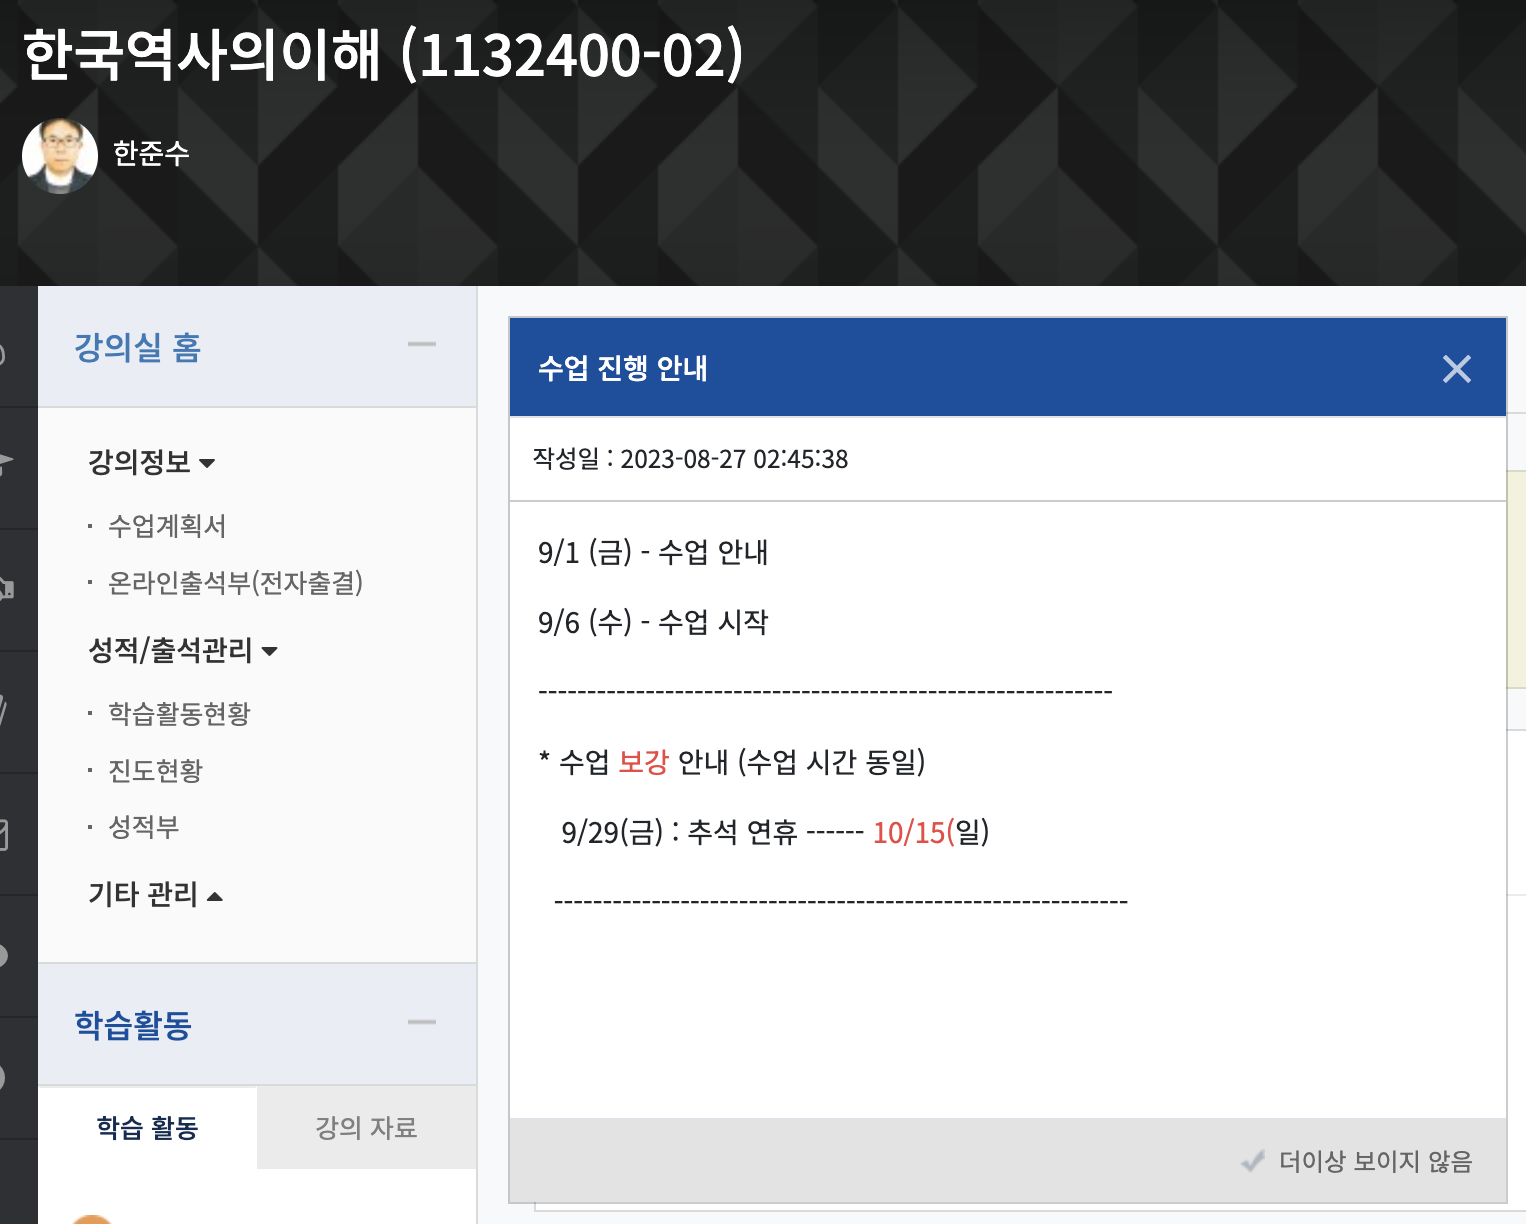 한국역사의이해 (1132400-02)
한준수
강의실 홈
강의정보
· 수업계획서
· 온라인출석부(전자출결)
성적/출석관리
· 학습활동현황
· 진도현황
· 성적부
기타 관리
학습활동
학습 활동
강의 자료
수업 진행 안내
작성일 : 2023-08-27 02:45:38
9/1 (금) - 수업 안내
9/6 (수) - 수업 시작
-----------------------------------------------------------
* 수업 보강 안내 (수업 시간 동일)
9/29(금) : 추석 연휴 ------ 10/15(일)
-----------------------------------------------------------
더이상 보이지 않음